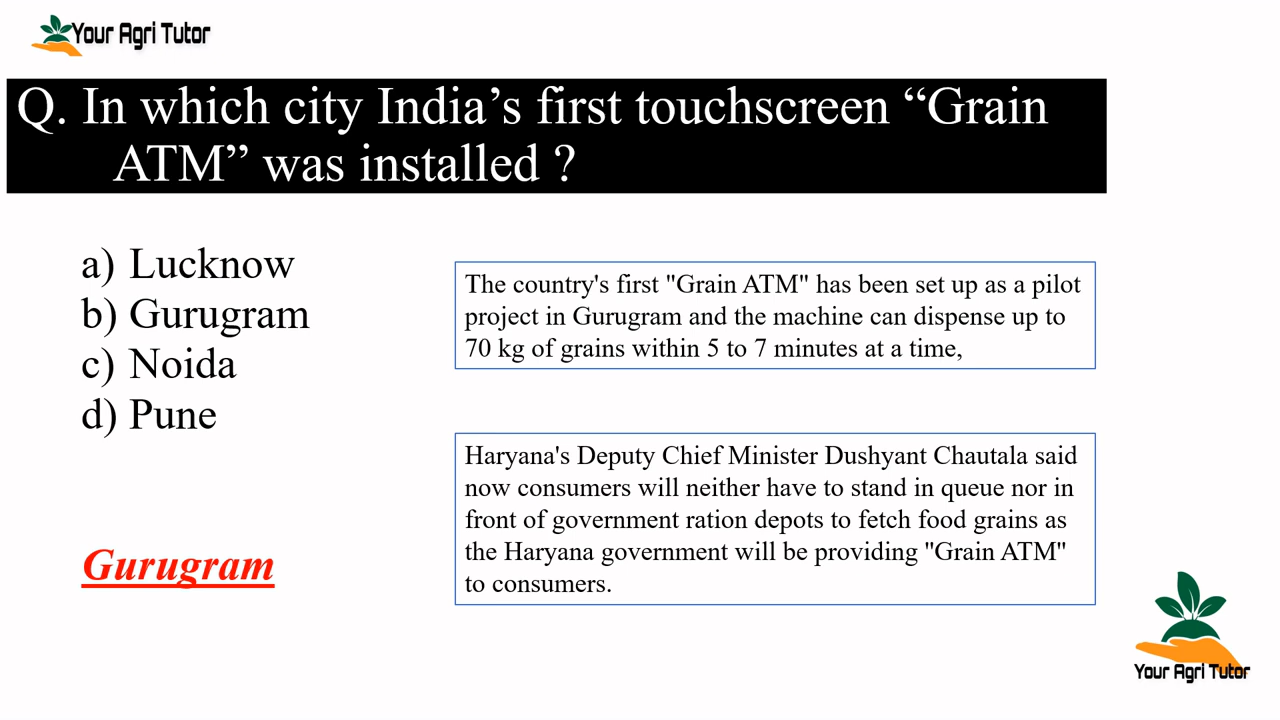 Your Agri Tutor
Q. In which city India’s first touchscreen “Grain
ATM” was installed ?
a) Lucknow
b) Gurugram
c) Noida
d) Pune
Gurugram
The country's first "Grain ATM" has been set up as a pilot
project in Gurugram and the machine can dispense up to
70 kg of grains within 5 to 7 minutes at a time,
Haryana's Deputy Chief Minister Dushyant Chautala said
now consumers will neither have to stand in queue nor in
front of government ration depots to fetch food grains as
the Haryana government will be providing "Grain ATM"
to consumers.
Your Agri Tutor